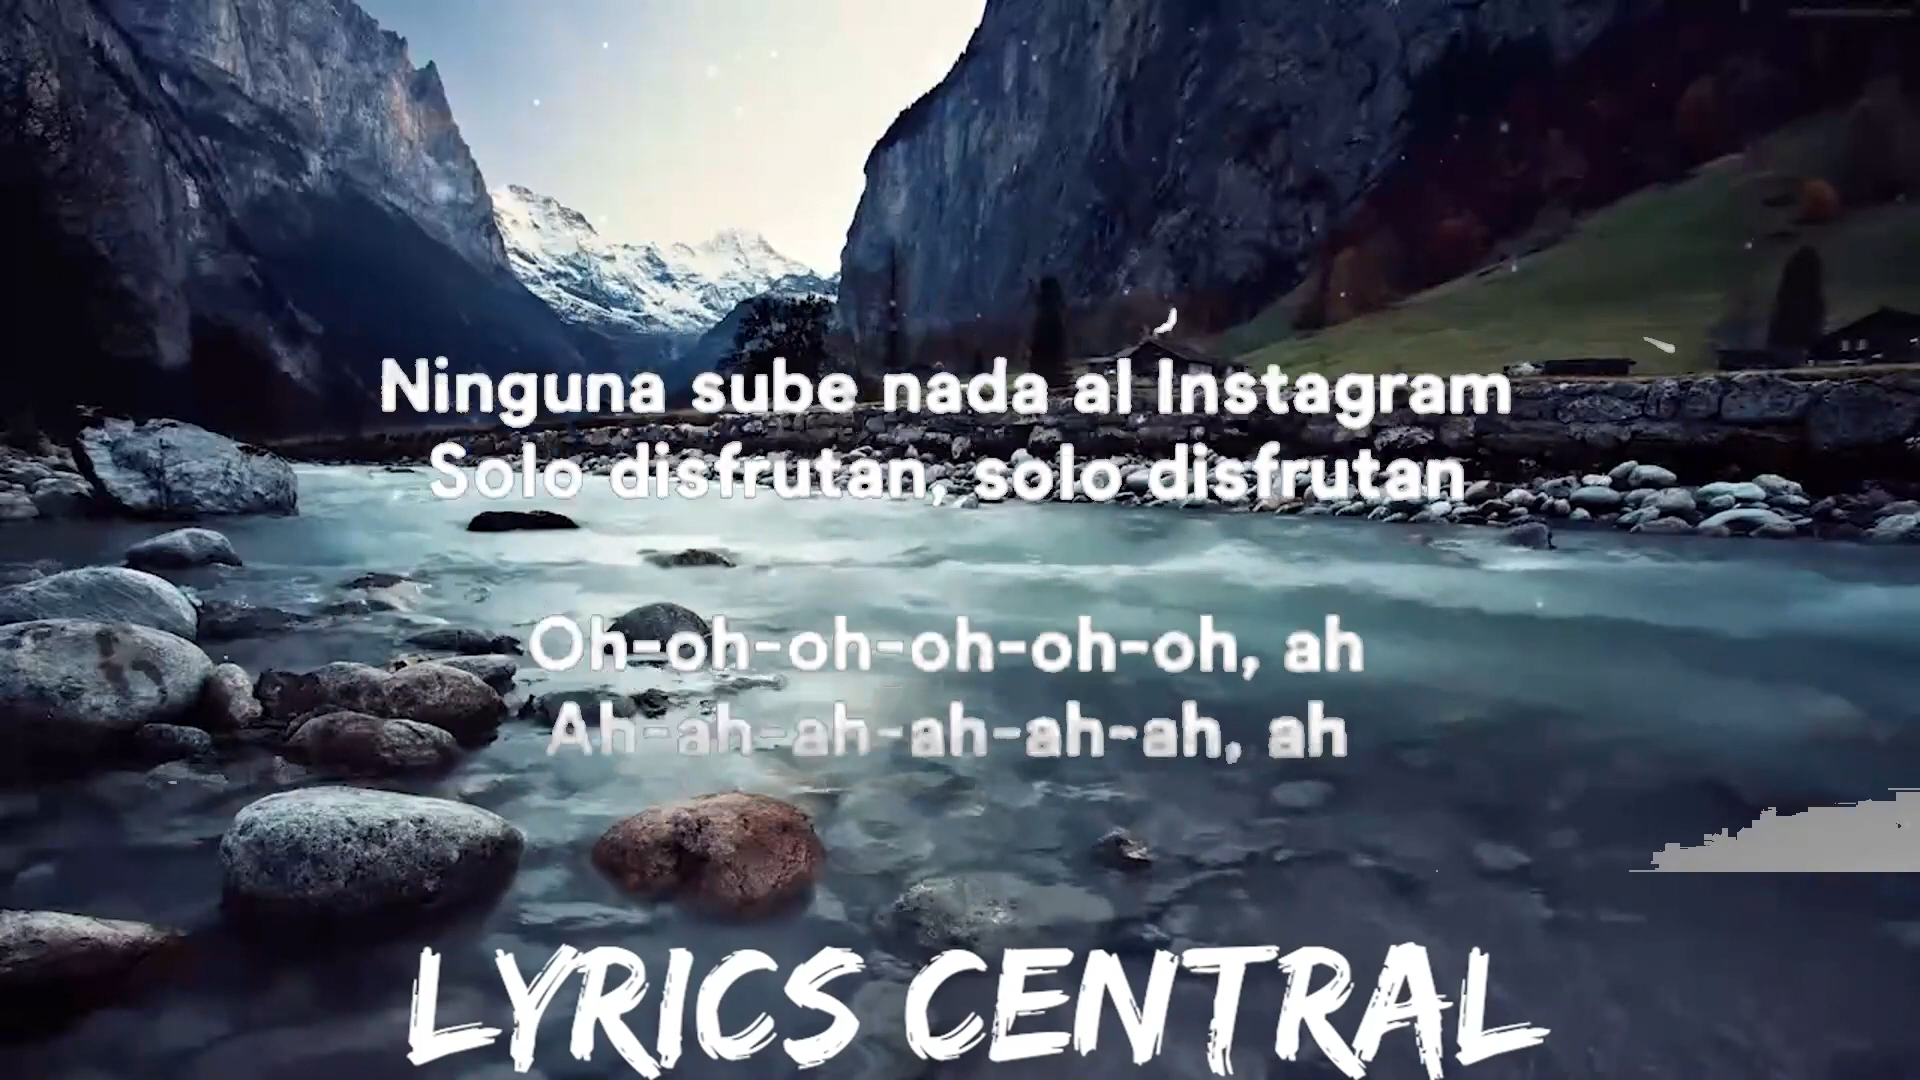 Ninguna sube nada al Instagram
Solo disfrutan, solo disfrutan
Oh-oh-oh-oh-oh-oh, ah
Ah-ah-ah-ah-ah-ah, ah
LYRICS CENTRAL